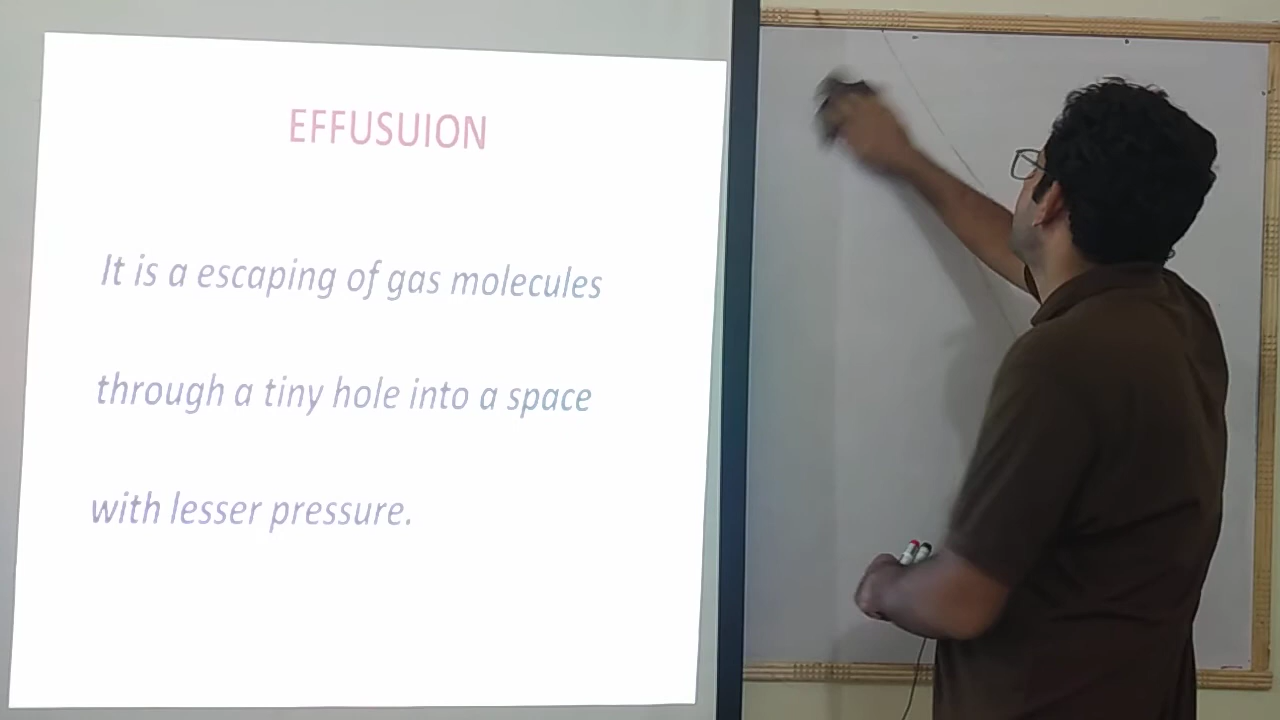 EFFUSUION
It is a escaping of gas molecules
through a tiny hole into a space
with lesser pressure.